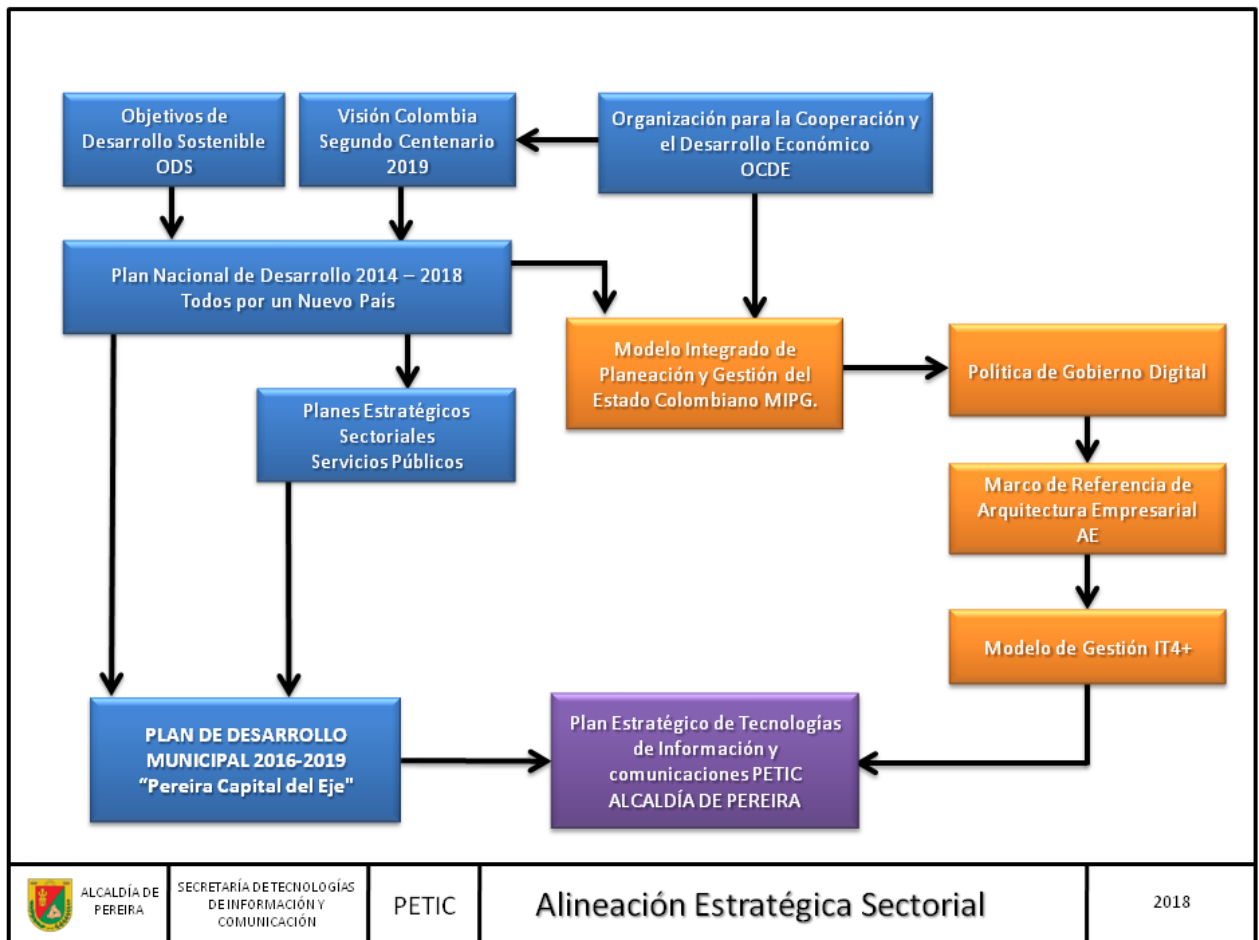 Objetivos de
Desarrollo Sostenible
ODS
Visión Colombia
Segundo Centenario
2019
Organización para la Cooperación y
el Desarrollo Económico
OCDE
Plan Nacional de Desarrollo 2014 – 2018
Todos por un Nuevo País
Modelo Integrado de
Planeación y Gestión del
Estado Colombiano MIPG.
Política de Gobierno Digital
Planes Estratégicos
Sectoriales
Servicios Públicos
Marco de Referencia de
Arquitectura Empresarial
AE
Modelo de Gestión IT4+
PLAN DE DESARROLLO
MUNICIPAL 2016-2019
“Pereira Capital del Eje"
Plan Estratégico de Tecnologías
de Información y
comunicaciones PETIC
ALCALDÍA DE PEREIRA
ALCALDÍA DE
PEREIRA
SECRETARÍA DE TECNOLOGÍAS
DE INFORMACIÓN Y
COMUNICACIÓN
PETIC
Alineación Estratégica Sectorial
2018